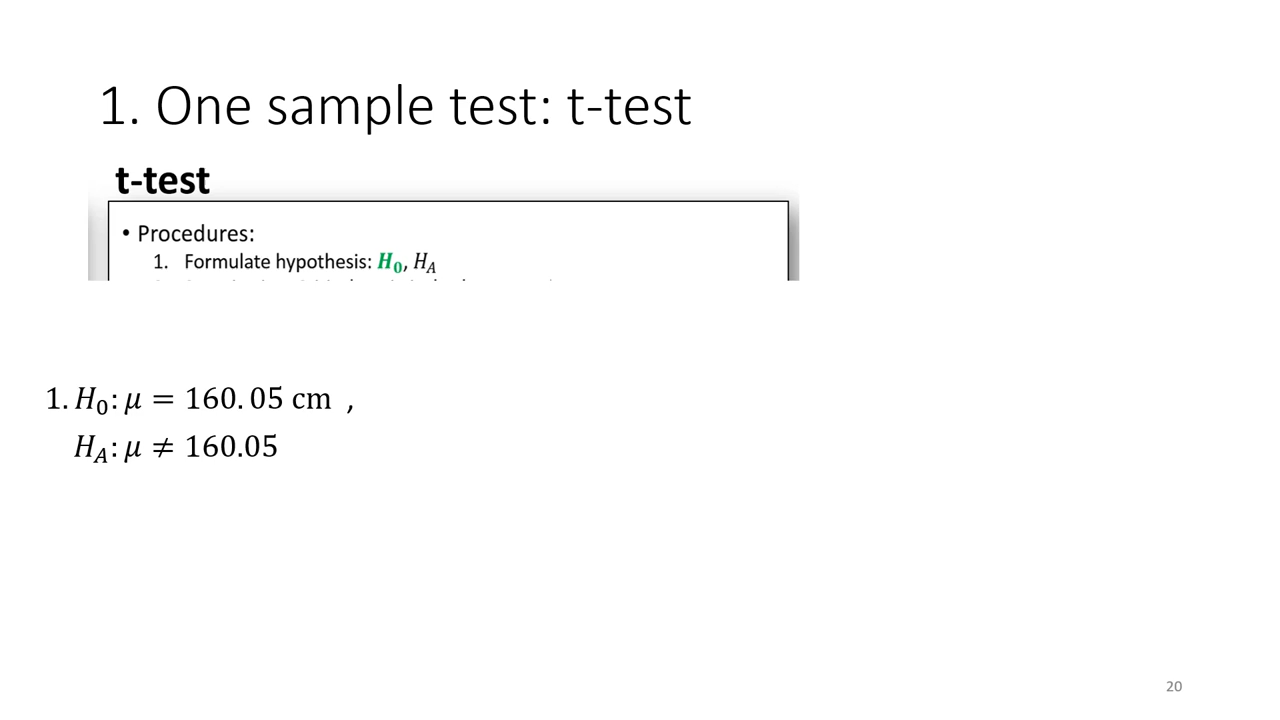 1. One sample test: t-test
t-test
• Procedures:
1. Formulate hypothesis: H₀, H_A
1. H₀: μ = 160.05 cm ,
H_A: μ ≠ 160.05
20